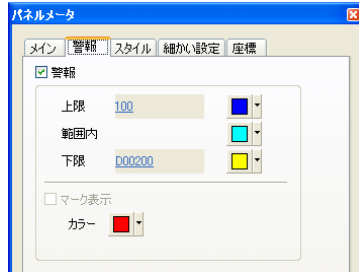 パネルメータ
メイン 警報 スタイル 細かい設定 座標
警報
上限 100
範囲内
下限 D00200
マーク表示
カラー